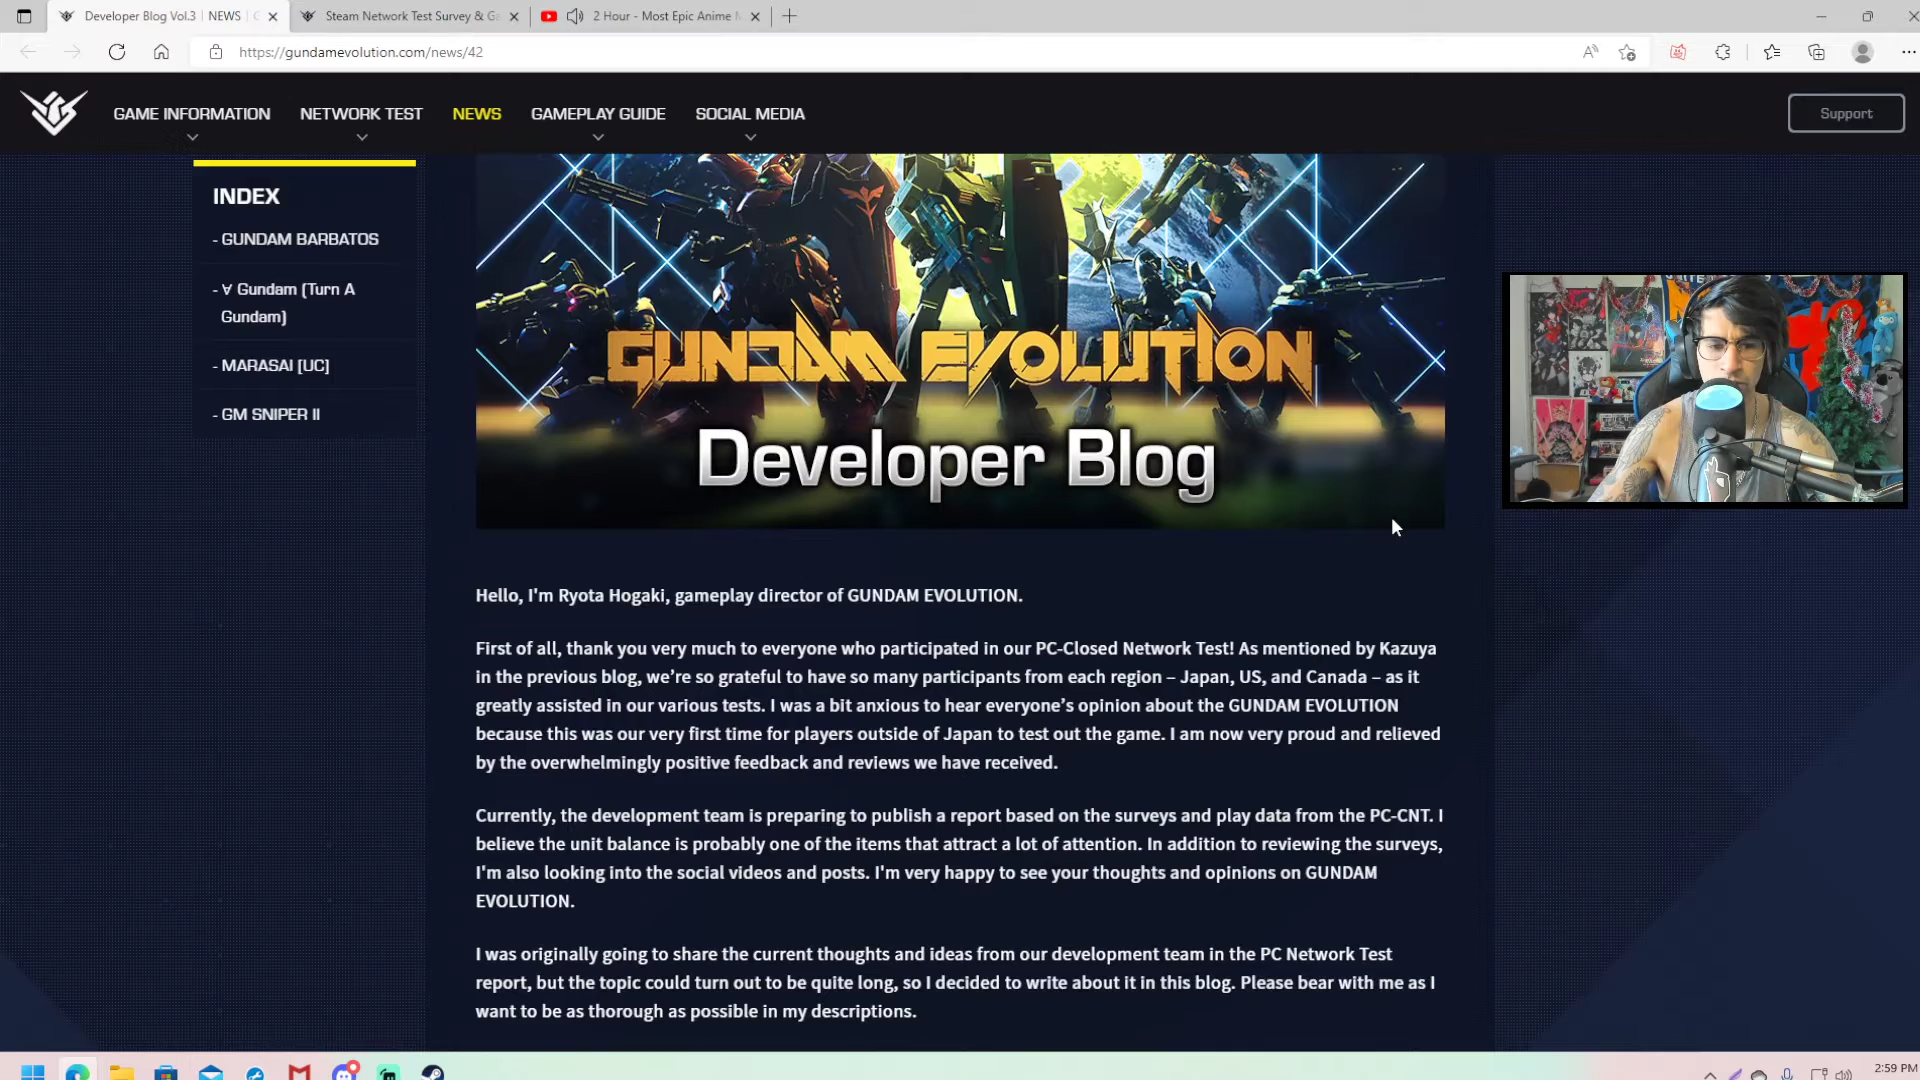 Developer Blog Vol.3 | NEWS | G
Steam Network Test Survey & Ga
2 Hour - Most Epic Anime M
https://gundamevolution.com/news/42
GAME INFORMATION
NETWORK TEST
NEWS
GAMEPLAY GUIDE
SOCIAL MEDIA
Support
INDEX
- GUNDAM BARBATOS
- ∀ Gundam (Turn A
Gundam)
- MARASAI [UC]
- GM SNIPER II
GUNDAM EVOLUTION
Developer Blog
Hello, I'm Ryota Hogaki, gameplay director of GUNDAM EVOLUTION.
First of all, thank you very much to everyone who participated in our PC-Closed Network Test! As mentioned by Kazuya
in the previous blog, we’re so grateful to have so many participants from each region – Japan, US, and Canada – as it
greatly assisted in our various tests. I was a bit anxious to hear everyone’s opinion about the GUNDAM EVOLUTION
because this was our very first time for players outside of Japan to test out the game. I am now very proud and relieved
by the overwhelmingly positive feedback and reviews we have received.
Currently, the development team is preparing to publish a report based on the surveys and play data from the PC-CNT. I
believe the unit balance is probably one of the items that attract a lot of attention. In addition to reviewing the surveys,
I'm also looking into the social videos and posts. I'm very happy to see your thoughts and opinions on GUNDAM
EVOLUTION.
I was originally going to share the current thoughts and ideas from our development team in the PC Network Test
report, but the topic could turn out to be quite long, so I decided to write about it in this blog. Please bear with me as I
want to be as thorough as possible in my descriptions.
2:59 PM